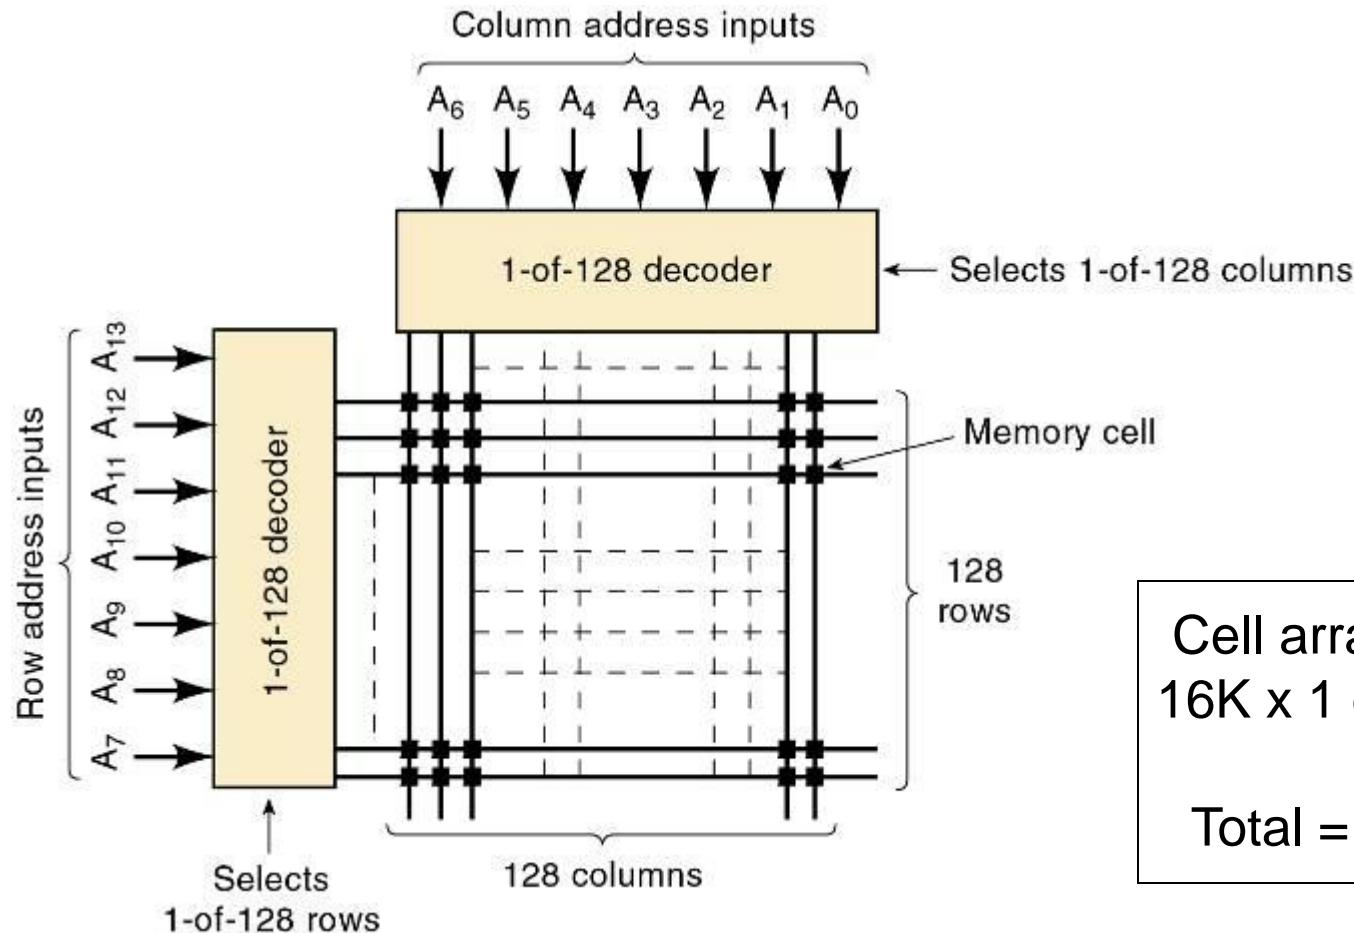 Column address inputs
A6 A5 A4 A3 A2 A1 A0
1-of-128 decoder
Selects 1-of-128 columns
Row address inputs
A13
A12
A11
A10
A9
A8
A7
1-of-128 decoder
Memory cell
128
rows
Cell
16K x 1
Total =
128 columns
Selects
1-of-128 rows